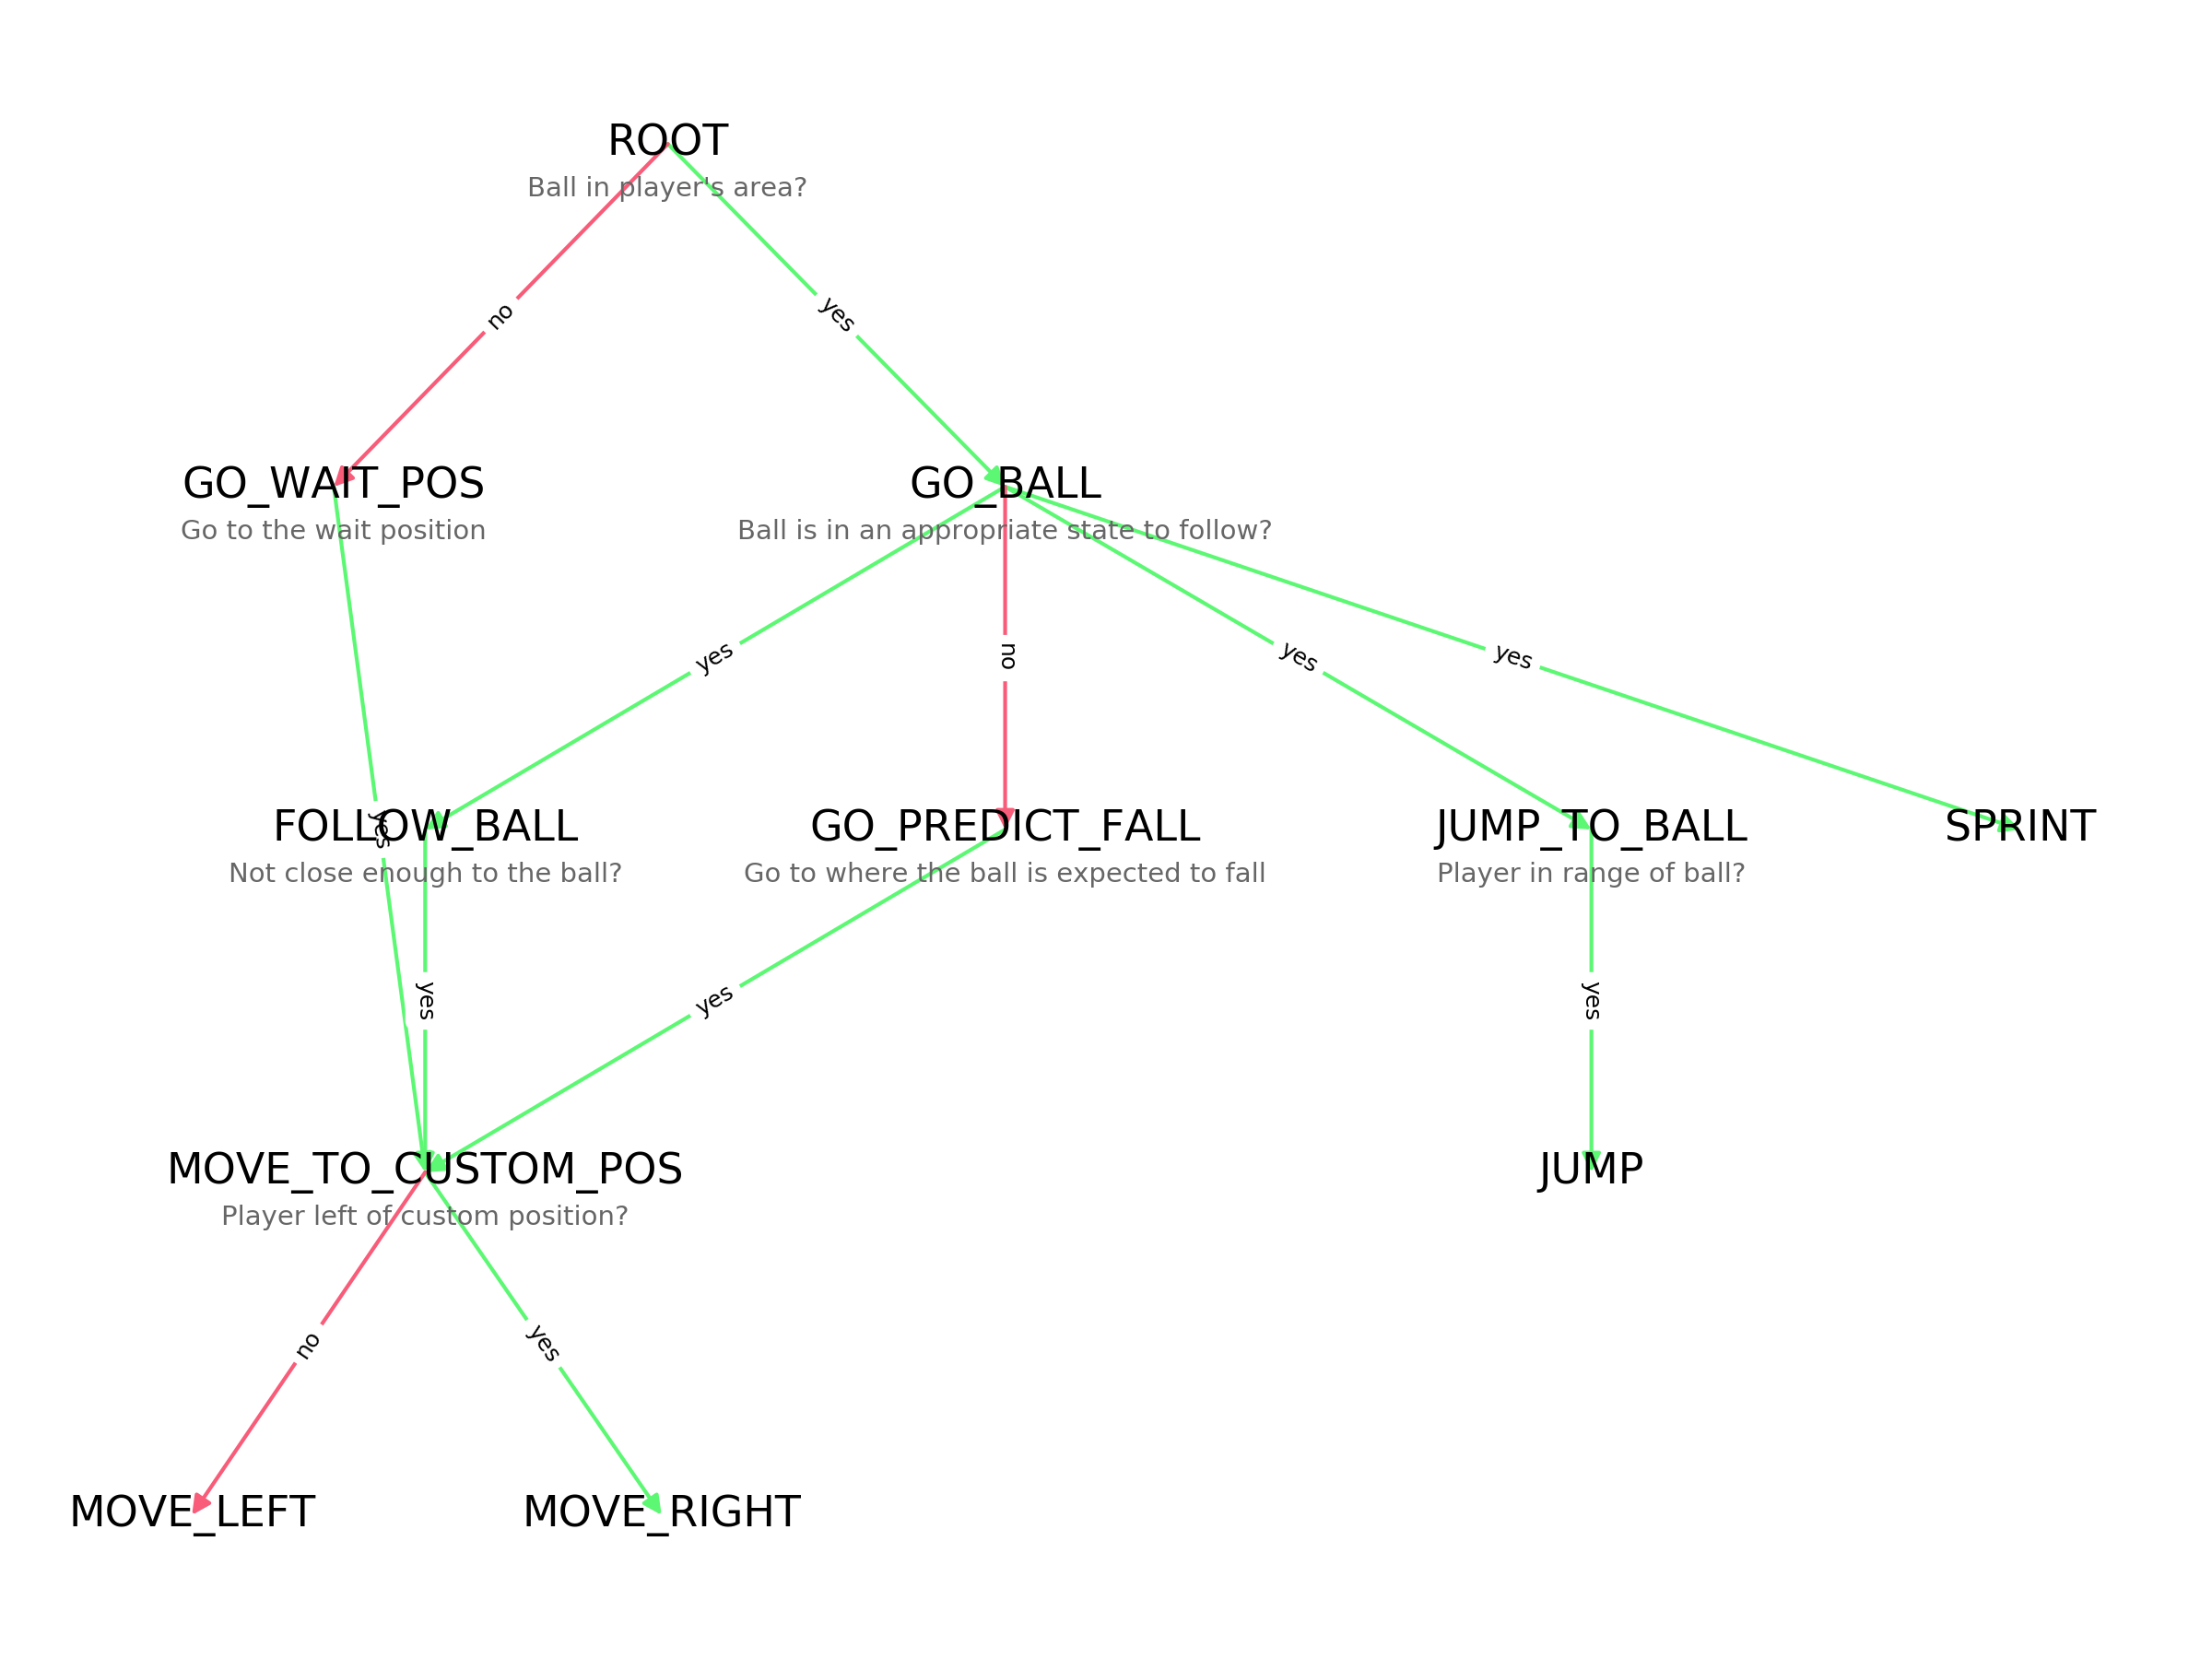 ROOT
Ball in player's area?
no
yes
GO_WAIT_POS
Go to the wait position
GO_BALL
Ball is in an appropriate state to follow?
yes
no
yes
yes
yes
FOLLOW_BALL
Not close enough to the ball?
GO_PREDICT_FALL
Go to where the ball is expected to fall
JUMP_TO_BALL
Player in range of ball?
SPRINT
yes
yes
yes
MOVE_TO_CUSTOM_POS
Player left of custom position?
JUMP
no
yes
MOVE_LEFT
MOVE_RIGHT